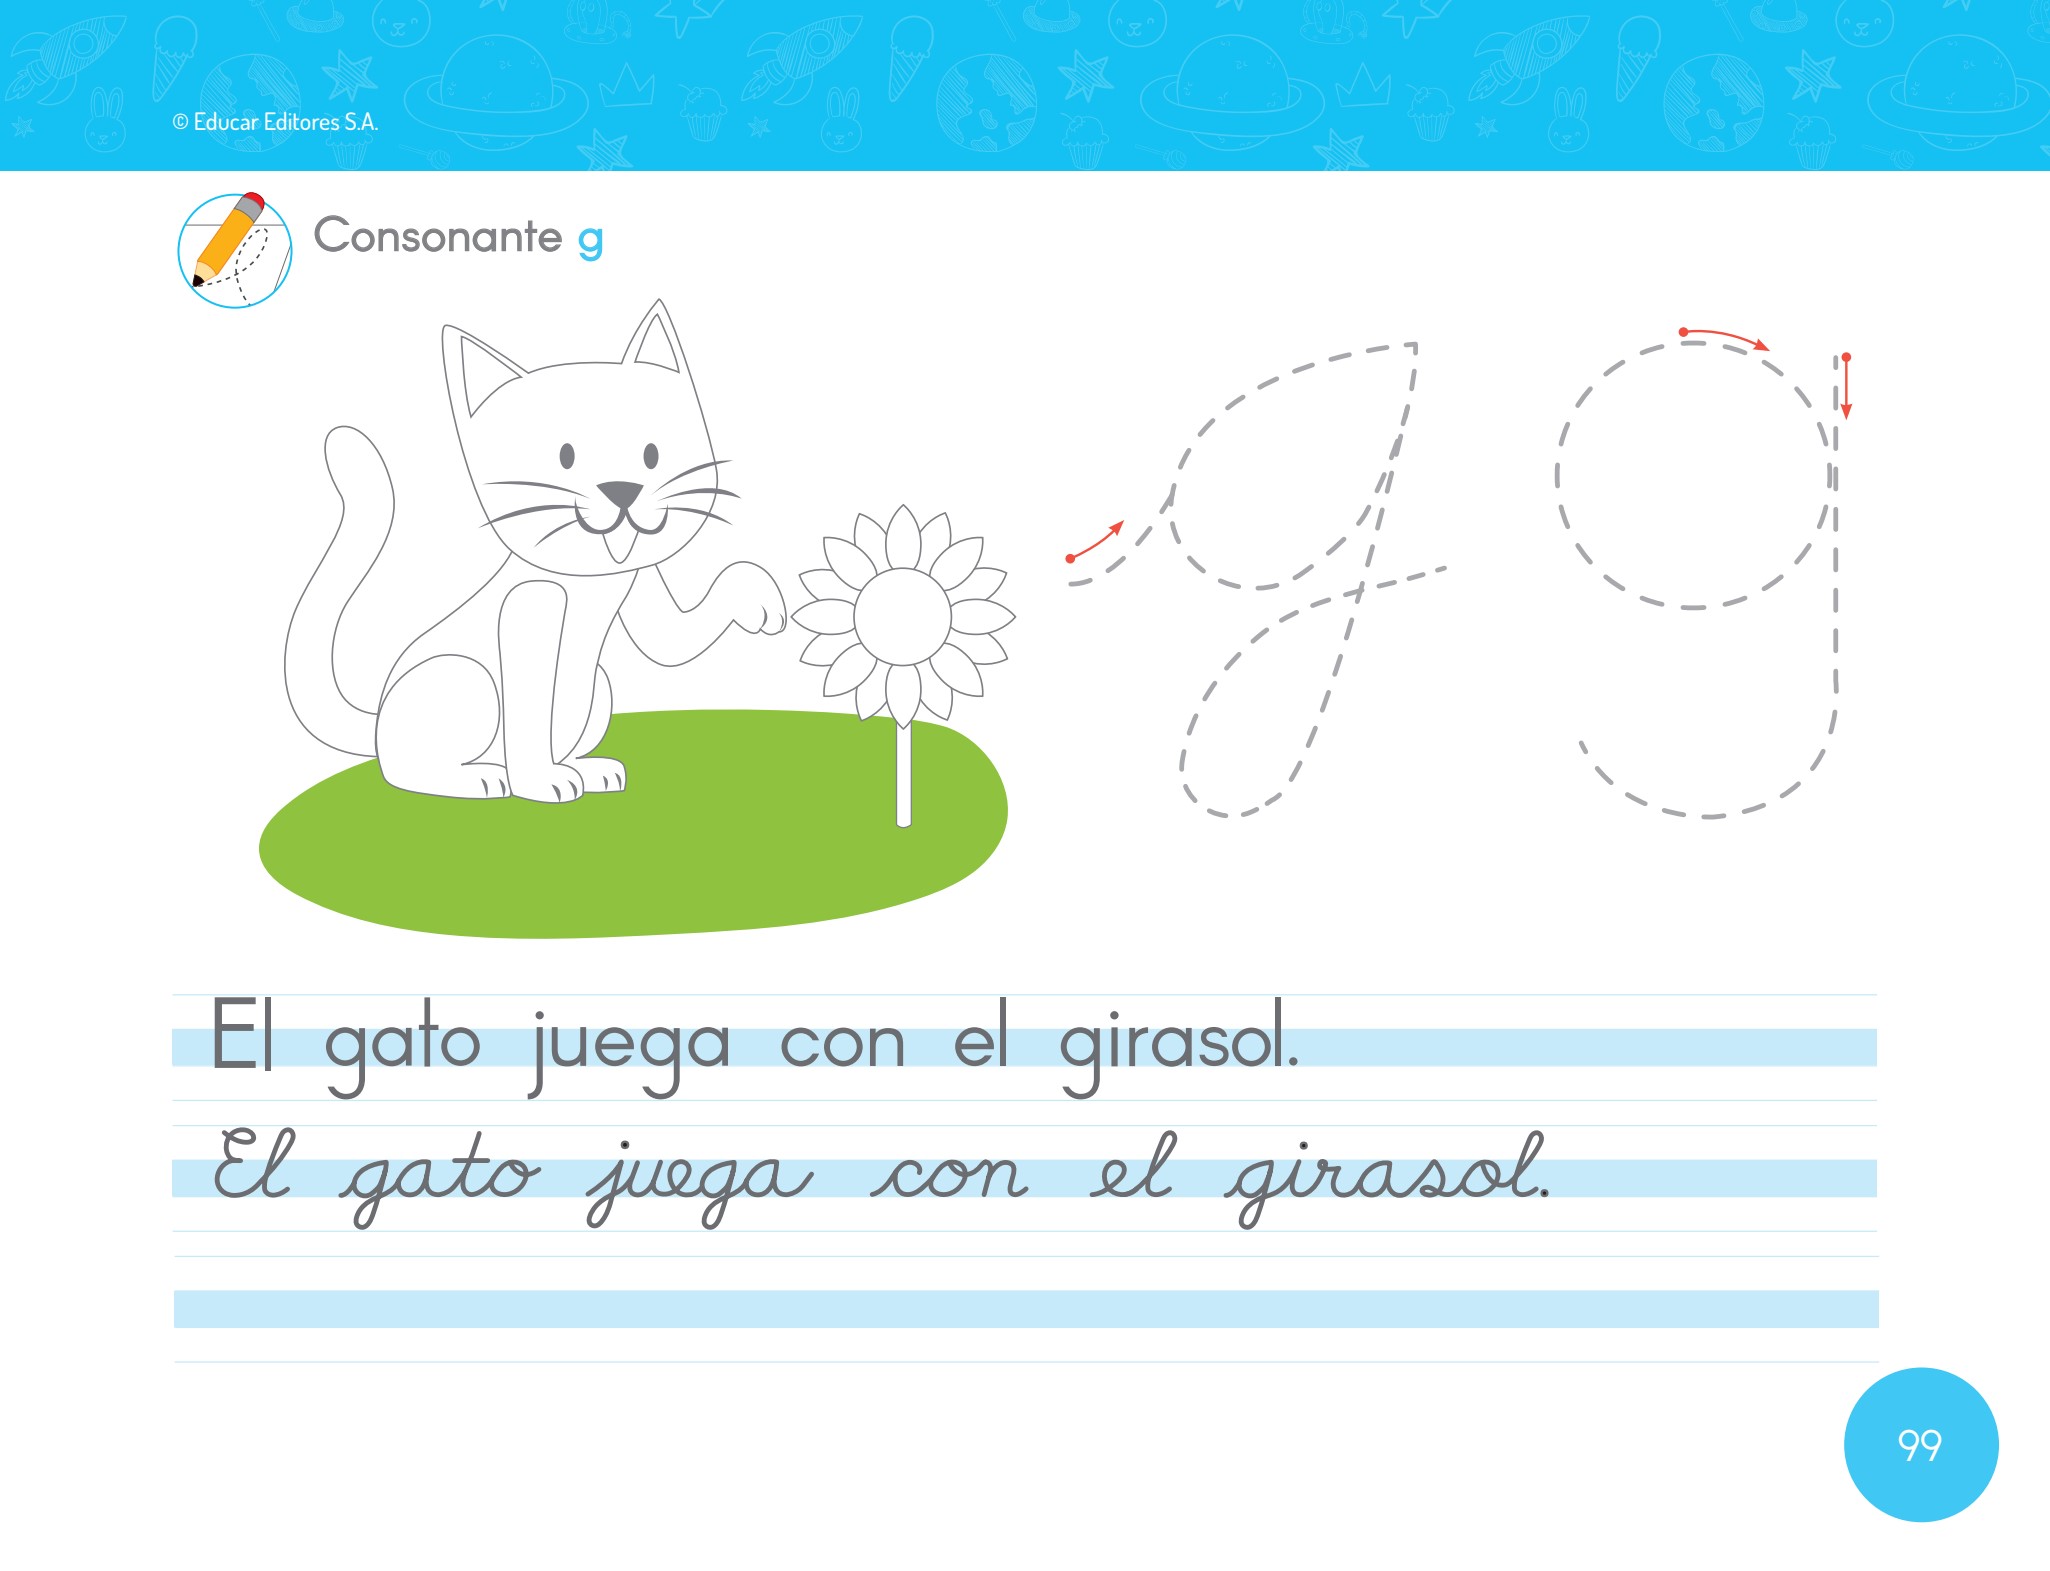 © Educar Editores S.A.
Consonante g
g g
El gato juega con el girasol.
El gato juega con el girasol.
99